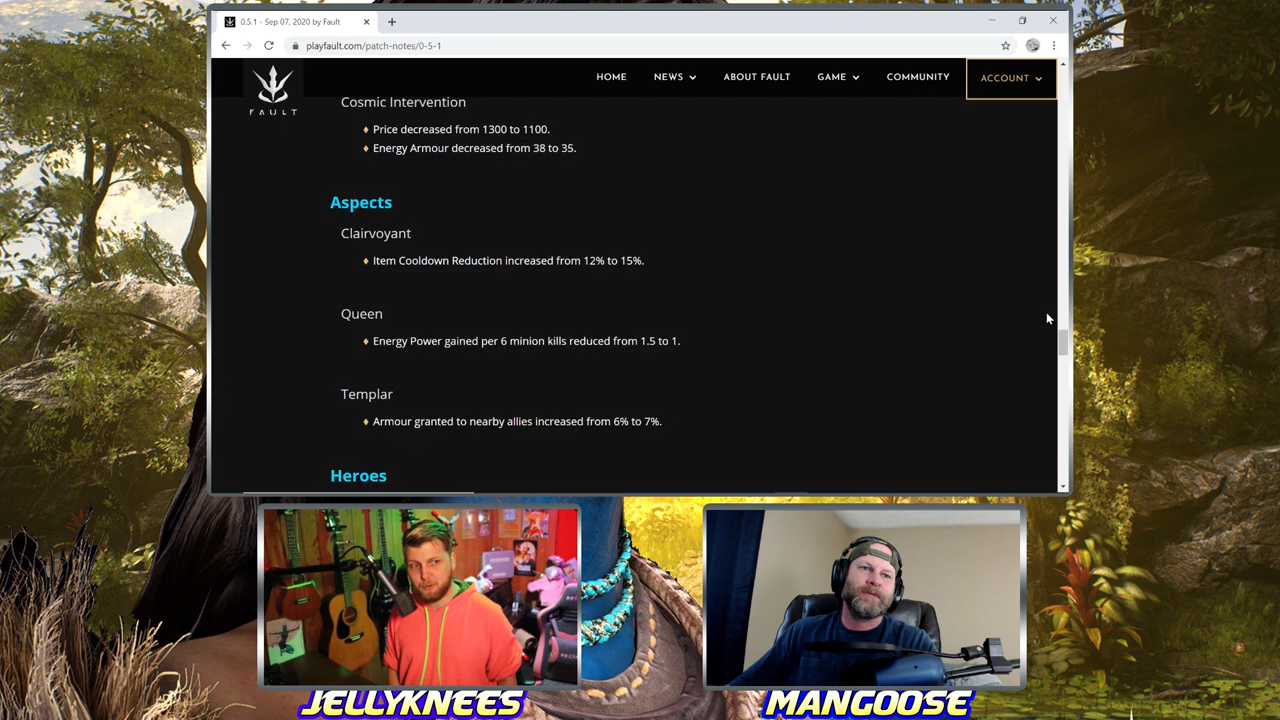 0.5.1 - Sep 07, 2020 by Fault
playfault.com/patch-notes/0-5-1
FAULT
HOME
NEWS
ABOUT FAULT
GAME
COMMUNITY
ACCOUNT
Cosmic Intervention
Price decreased from 1300 to 1100.
Energy Armour decreased from 38 to 35.
Aspects
Clairvoyant
Item Cooldown Reduction increased from 12% to 15%.
Queen
Energy Power gained per 6 minion kills reduced from 1.5 to 1.
Templar
Armour granted to nearby allies increased from 6% to 7%.
Heroes
JELLYKNEES
MANGOOSE